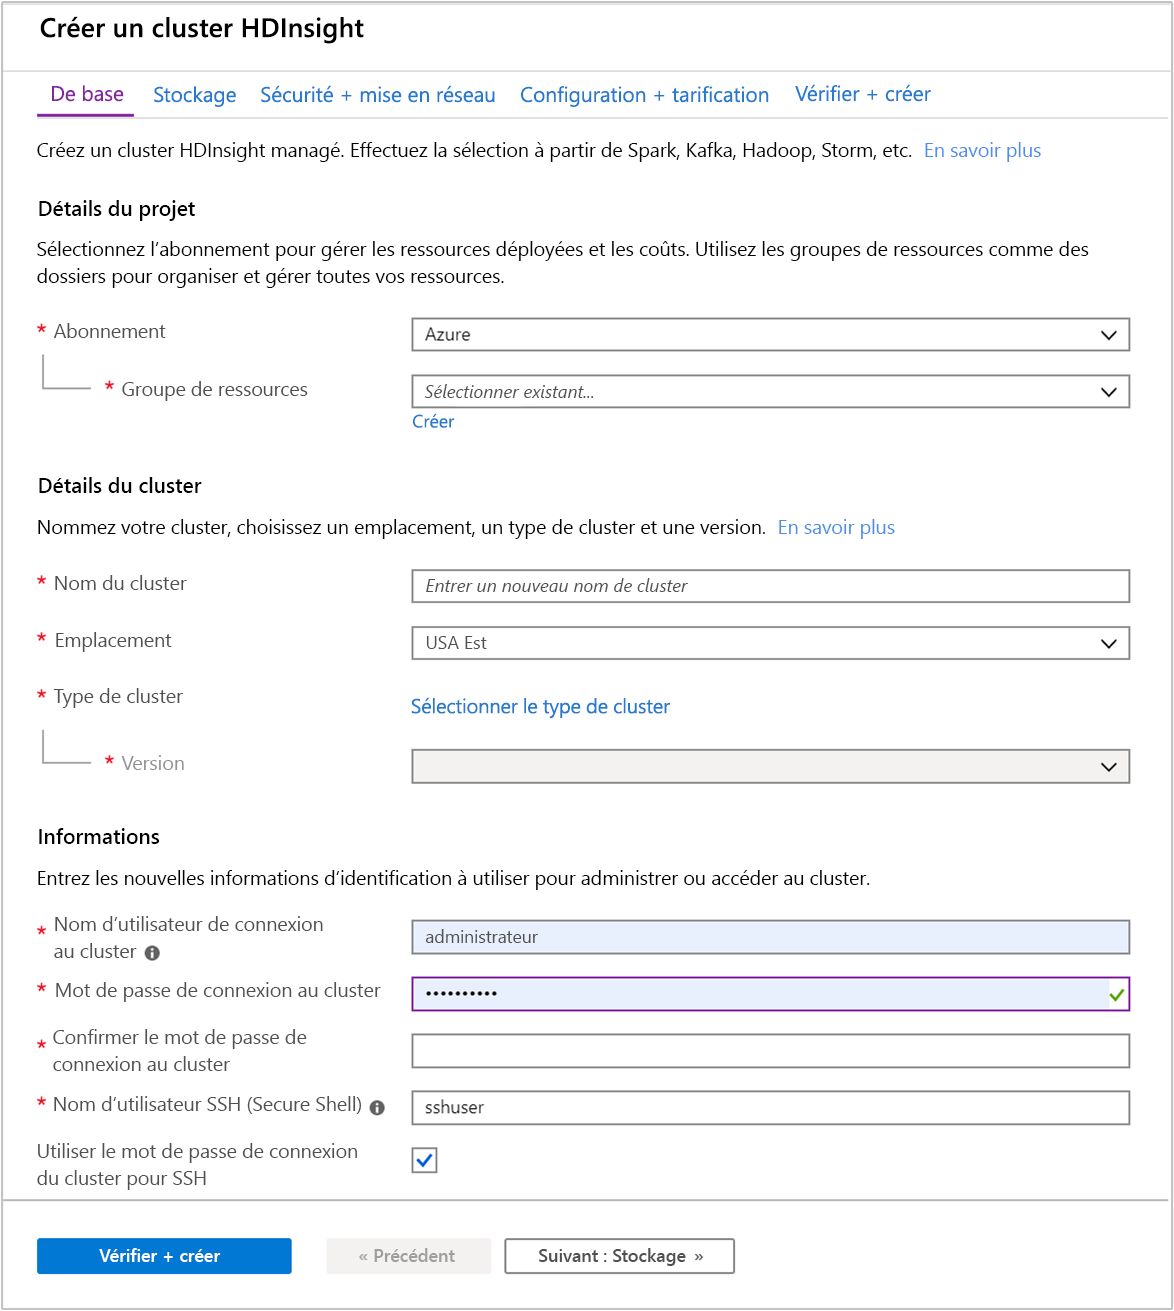 Créer un cluster HDInsight
De base Stockage Sécurité + mise en réseau Configuration + tarification Vérifier + créer
Créez un cluster HDInsight managé. Effectuez la sélection à partir de Spark, Kafka, Hadoop, Storm, etc. En savoir plus
Détails du projet
Sélectionnez l’abonnement pour gérer les ressources déployées et les coûts. Utilisez les groupes de ressources comme des
dossiers pour organiser et gérer toutes vos ressources.
* Abonnement Azure
* Groupe de ressources Sélectionner existant...
Créer
Détails du cluster
Nommez votre cluster, choisissez un emplacement, un type de cluster et une version. En savoir plus
* Nom du cluster Entrer un nouveau nom de cluster
* Emplacement USA Est
* Type de cluster Sélectionner le type de cluster
* Version
Informations
Entrez les nouvelles informations d’identification à utiliser pour administrer ou accéder au cluster.
* Nom d’utilisateur de connexion
au cluster administrateur
* Mot de passe de connexion au cluster ••••••••••
* Confirmer le mot de passe de
connexion au cluster
* Nom d’utilisateur SSH (Secure Shell) sshuser
Utiliser le mot de passe de connexion
du cluster pour SSH
Vérifier + créer « Précédent Suivant : Stockage »